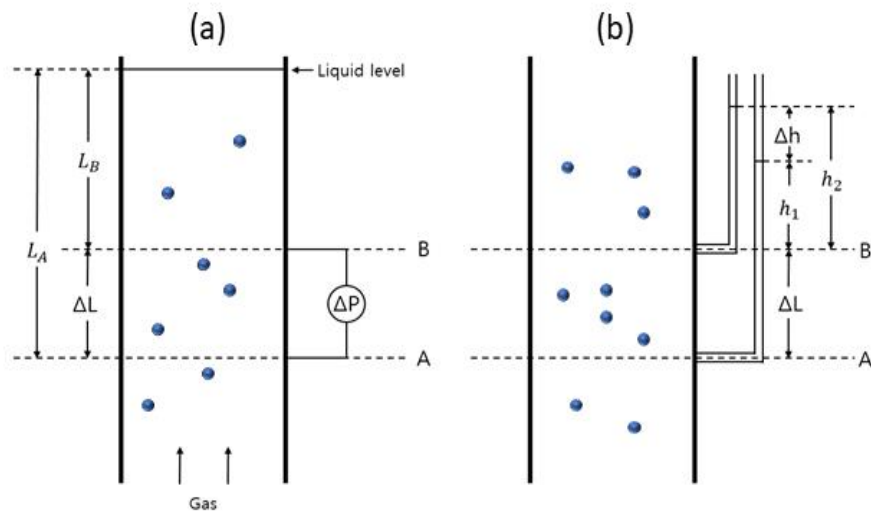 (a)
Liquid level
L_B
L_A
B
ΔL
ΔP
A
Gas
(b)
Δh
h_1
h_2
B
ΔL
A